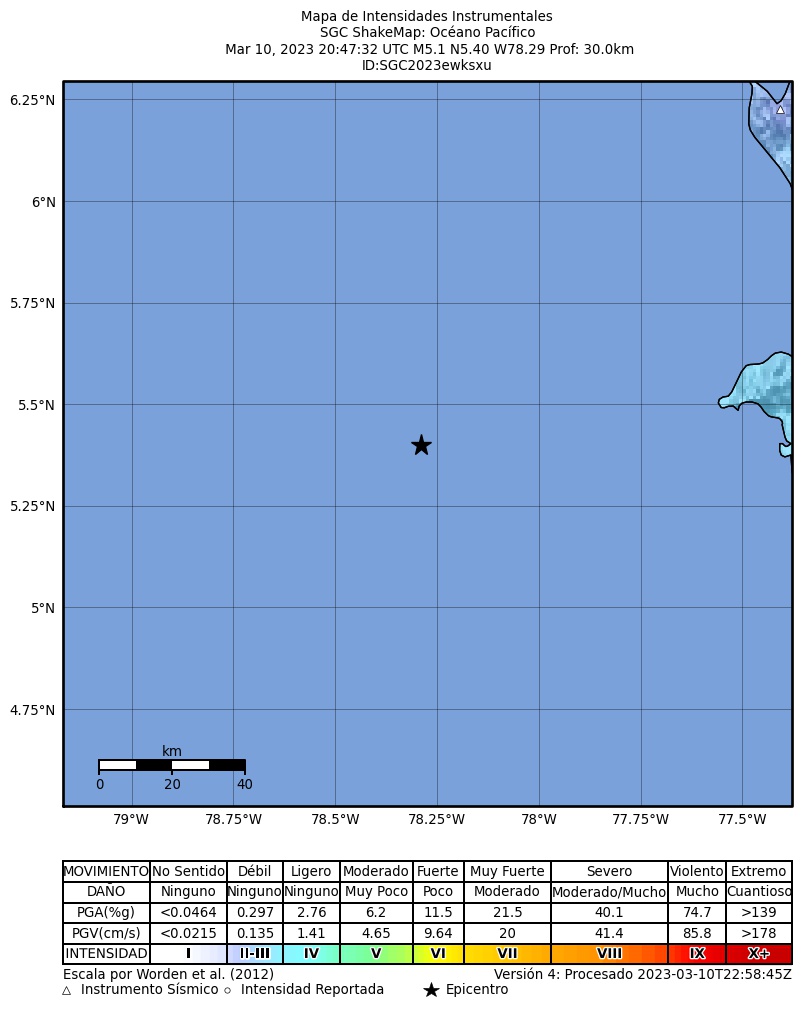 Mapa de Intensidades Instrumentales
SGC ShakeMap: Océano Pacífico
Mar 10, 2023 20:47:32 UTC M5.1 N5.40 W78.29 Prof: 30.0km
ID:SGC2023ewksxu
6.25°N
6°N
5.75°N
5.5°N
5.25°N
5°N
4.75°N
km
0 20 40
79°W 78.75°W 78.5°W 78.25°W 78°W 77.75°W 77.5°W
MOVIMIENTO No Sentido Débil Ligero Moderado Fuerte Muy Fuerte Severo Violento Extremo
DAÑO Ninguno Ninguno Ninguno Muy Poco Poco Moderado Moderado/Mucho Mucho Cuantioso
PGA(%g) <0.0464 0.297 2.76 6.2 11.5 21.5 40.1 74.7 >139
PGV(cm/s) <0.0215 0.135 1.41 4.65 9.64 20 41.4 85.8 >178
INTENSIDAD I II-III IV V VI VII VIII IX X+
Escala por Worden et al. (2012) Versión 4: Procesado 2023-03-10T22:58:45Z
Instrumento Sísmico Intensidad Reportada Epicentro